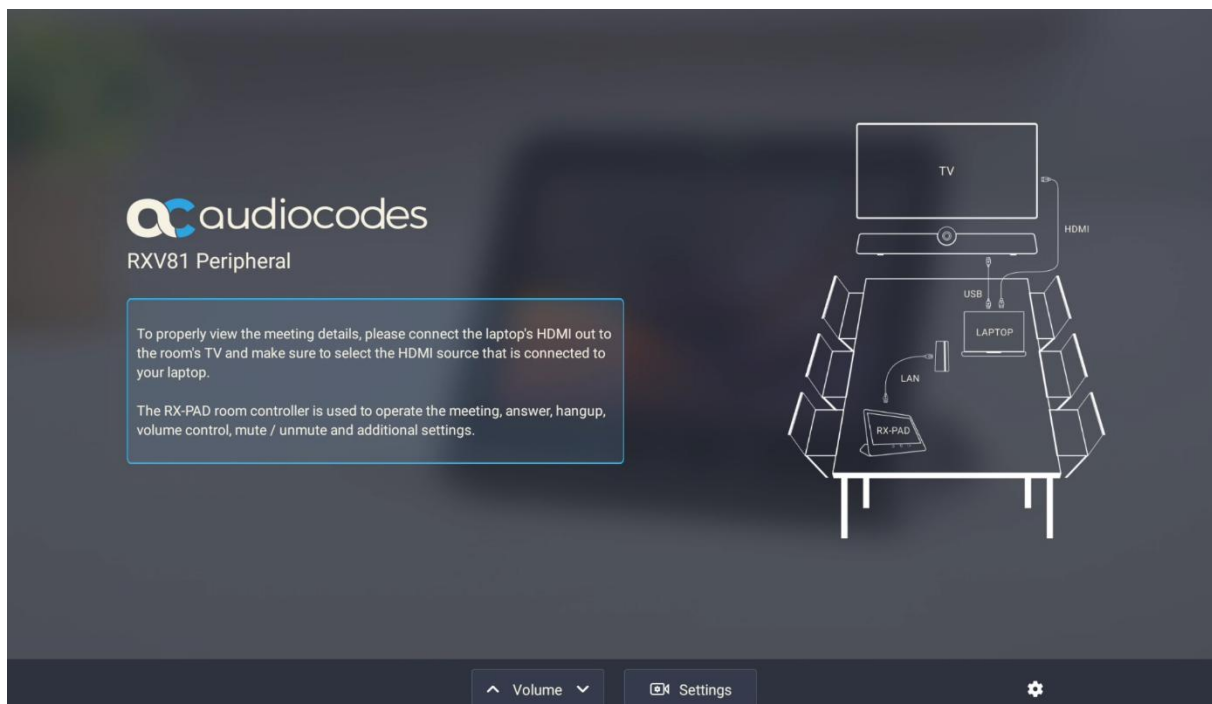 audiocodes
RXV81 Peripheral
To properly view the meeting details, please connect the laptop's HDMI out to
the room's TV and make sure to select the HDMI source that is connected to
your laptop.
The RX-PAD room controller is used to operate the meeting, answer, hangup,
volume control, mute / unmute and additional settings.
TV
HDMI
USB
LAPTOP
LAN
RX-PAD
Volume
Settings